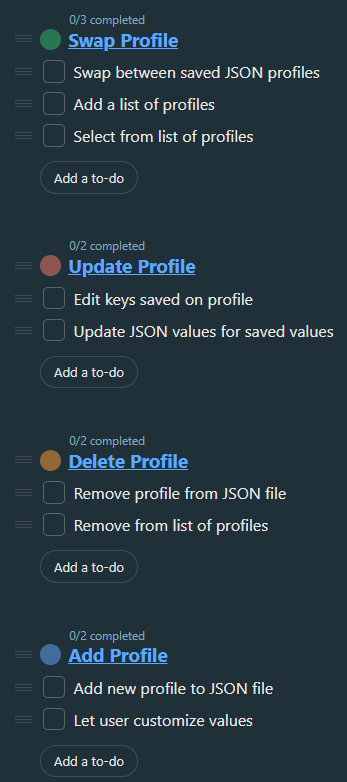 0/3 completed
Swap Profile
Swap between saved JSON profiles
Add a list of profiles
Select from list of profiles
Add a to-do
0/2 completed
Update Profile
Edit keys saved on profile
Update JSON values for saved values
Add a to-do
0/2 completed
Delete Profile
Remove profile from JSON file
Remove from list of profiles
Add a to-do
0/2 completed
Add Profile
Add new profile to JSON file
Let user customize values
Add a to-do